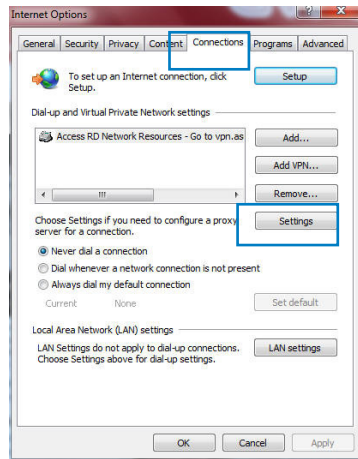 Internet Options
General Security Privacy Content Connections Programs Advanced
To set up an Internet connection, click
Setup.
Setup
Dial-up and Virtual Private Network settings
Access RD Network Resources - Go to vpn.as
Add...
Add VPN...
Remove...
Choose Settings if you need to configure a proxy
server for a connection.
Settings
Never dial a connection
Dial whenever a network connection is not present
Always dial my default connection
Current None
Set default
Local Area Network (LAN) settings
LAN Settings do not apply to dial-up connections.
Choose Settings above for dial-up settings.
LAN settings
OK Cancel Apply